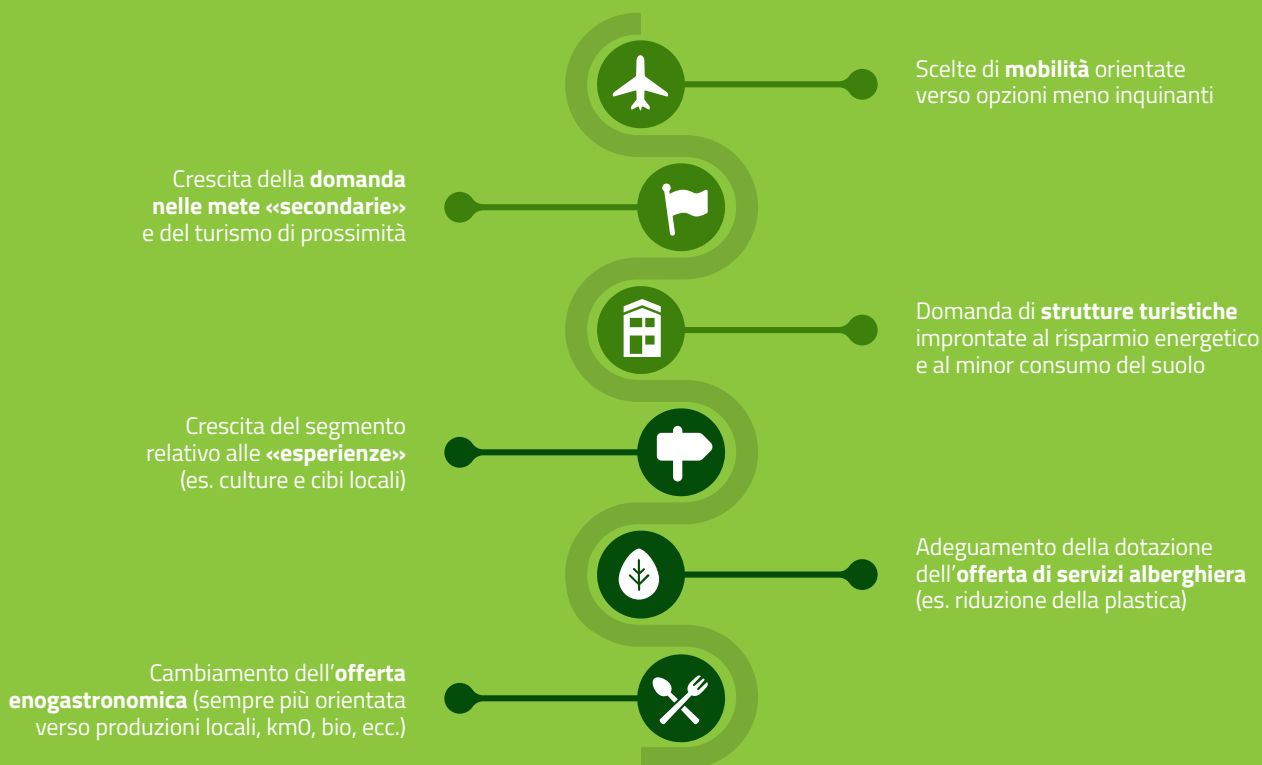 Scelte di mobilità orientate
verso opzioni meno inquinanti
Crescita della domanda
nelle mete «secondarie»
e del turismo di prossimità
Domanda di strutture turistiche
improntate al risparmio energetico
e al minor consumo del suolo
Crescita del segmento
relativo alle «esperienze»
(es. culture e cibi locali)
Adeguamento della dotazione
dell'offerta di servizi alberghiera
(es. riduzione della plastica)
Cambiamento dell'offerta
enogastronomica (sempre più orientata
verso produzioni locali, km0, bio, ecc.)